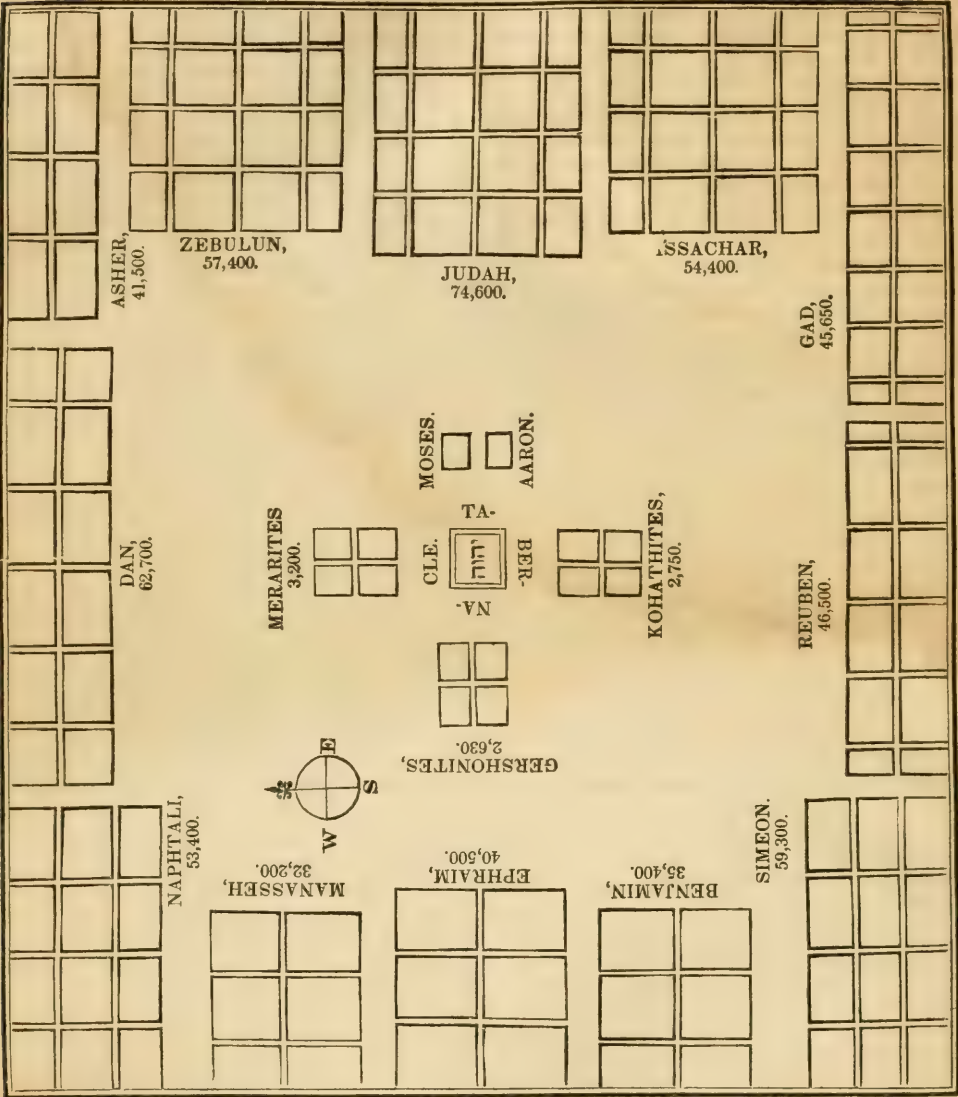 ZEBULUN,
57,400.
JUDAH,
74,600.
ISSACHAR,
54,400.
ASHER,
41,500.
GAD,
45,650.
MOSES.
AARON.
DAN,
62,700.
MERARITES
3,200.
TA-
BER-
NA-
CLE.
יהוה
KOHATHITES,
2,750.
REUBEN,
46,500.
GERSHONITES,
2,630.
E
S
W
NAPHTALI,
53,400.
MANASSEH,
32,200.
EPHRAIM,
40,500.
BENJAMIN,
35,400.
SIMEON.
59,300.